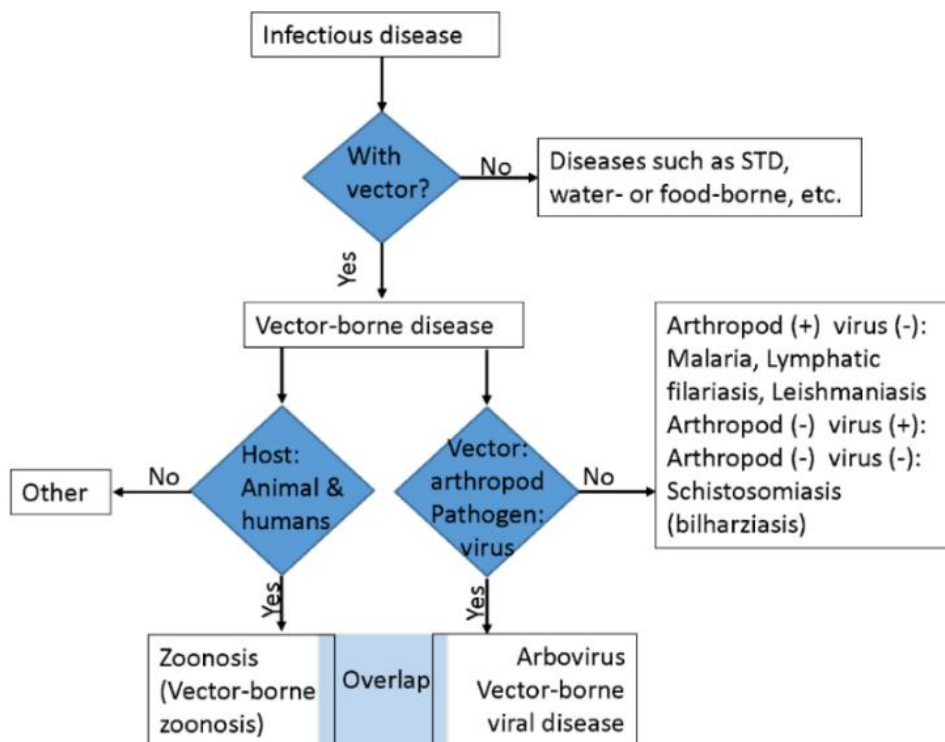 Infectious disease
With
vector?
No
Diseases such as STD,
water- or food-borne, etc.
Yes
Vector-borne disease
Arthropod (+) virus (-):
Malaria, Lymphatic
filariasis, Leishmaniasis
Arthropod (-) virus (+):
Arthropod (-) virus (-):
Schistosomiasis
(bilharziasis)
Host:
Animal &
humans
No
Other
Vector:
arthropod
Pathogen:
virus
No
Yes
Yes
Zoonosis
(Vector-borne
zoonosis)
Overlap
Arbovirus
Vector-borne
viral disease